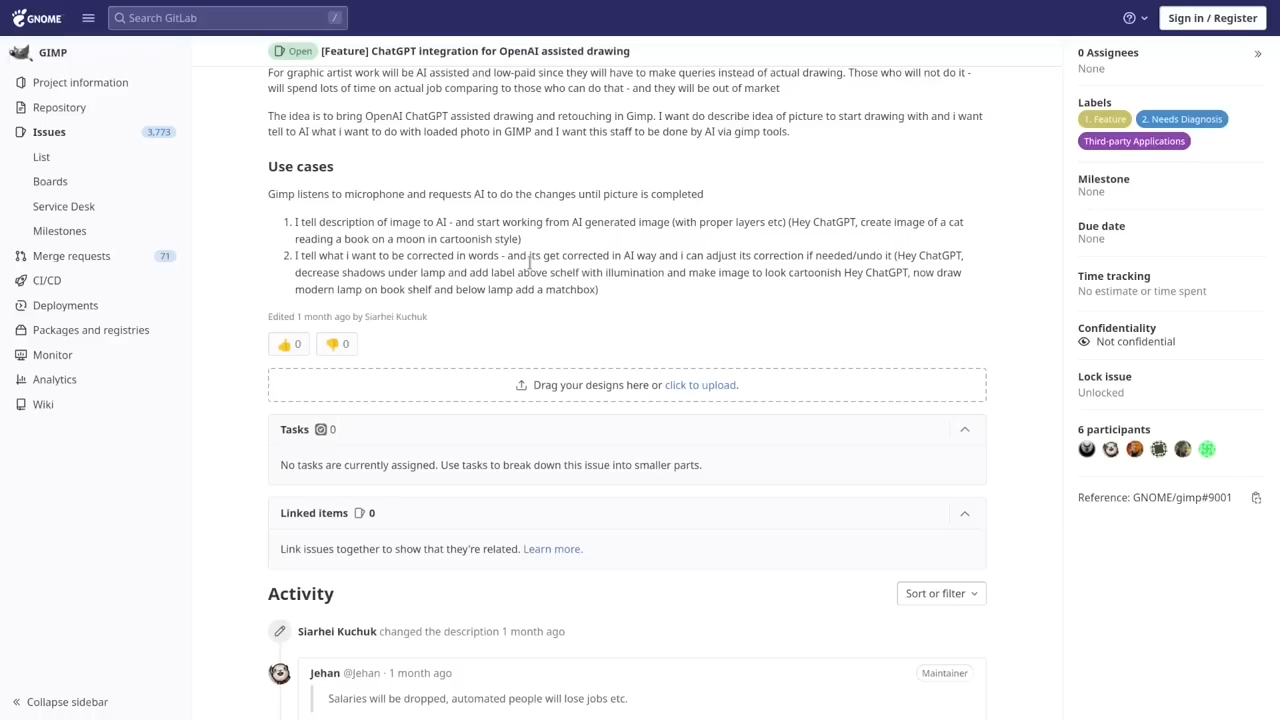 GNOME
Search GitLab
/
Sign in / Register
GIMP
Project information
Repository
Issues
3,773
List
Boards
Service Desk
Milestones
Merge requests
71
CI/CD
Deployments
Packages and registries
Monitor
Analytics
Wiki
Collapse sidebar
Open [Feature] ChatGPT integration for OpenAI assisted drawing
For graphic artist work will be AI assisted and low-paid since they will have to make queries instead of actual drawing. Those who will not do it -
will spend lots of time on actual job comparing to those who can do that - and they will be out of market
The idea is to bring OpenAI ChatGPT assisted drawing and retouching in Gimp. I want do describe idea of picture to start drawing with and i want
tell to AI what i want to do with loaded photo in GIMP and I want this staff to be done by AI via gimp tools.
Use cases
Gimp listens to microphone and requests AI to do the changes until picture is completed
1. I tell description of image to AI - and start working from AI generated image (with proper layers etc) (Hey ChatGPT, create image of a cat
reading a book on a moon in cartoonish style)
2. I tell what i want to be corrected in words - and its get corrected in AI way and i can adjust its correction if needed/undo it (Hey ChatGPT,
decrease shadows under lamp and add label above schelf with illumination and make image to look cartoonish Hey ChatGPT, now draw
modern lamp on book shelf and below lamp add a matchbox)
Edited 1 month ago by Siarhei Kuchuk
👍 0
👎 0
Drag your designs here or click to upload.
Tasks 0
No tasks are currently assigned. Use tasks to break down this issue into smaller parts.
Linked items 0
Link issues together to show that they're related. Learn more.
Activity
Sort or filter
Siarhei Kuchuk changed the description 1 month ago
Jehan @Jehan · 1 month ago
Maintainer
Salaries will be dropped, automated people will lose jobs etc.
0 Assignees
None
Labels
1. Feature
2. Needs Diagnosis
Third-party Applications
Milestone
None
Due date
None
Time tracking
No estimate or time spent
Confidentiality
Not confidential
Lock issue
Unlocked
6 participants
Reference: GNOME/gimp#9001